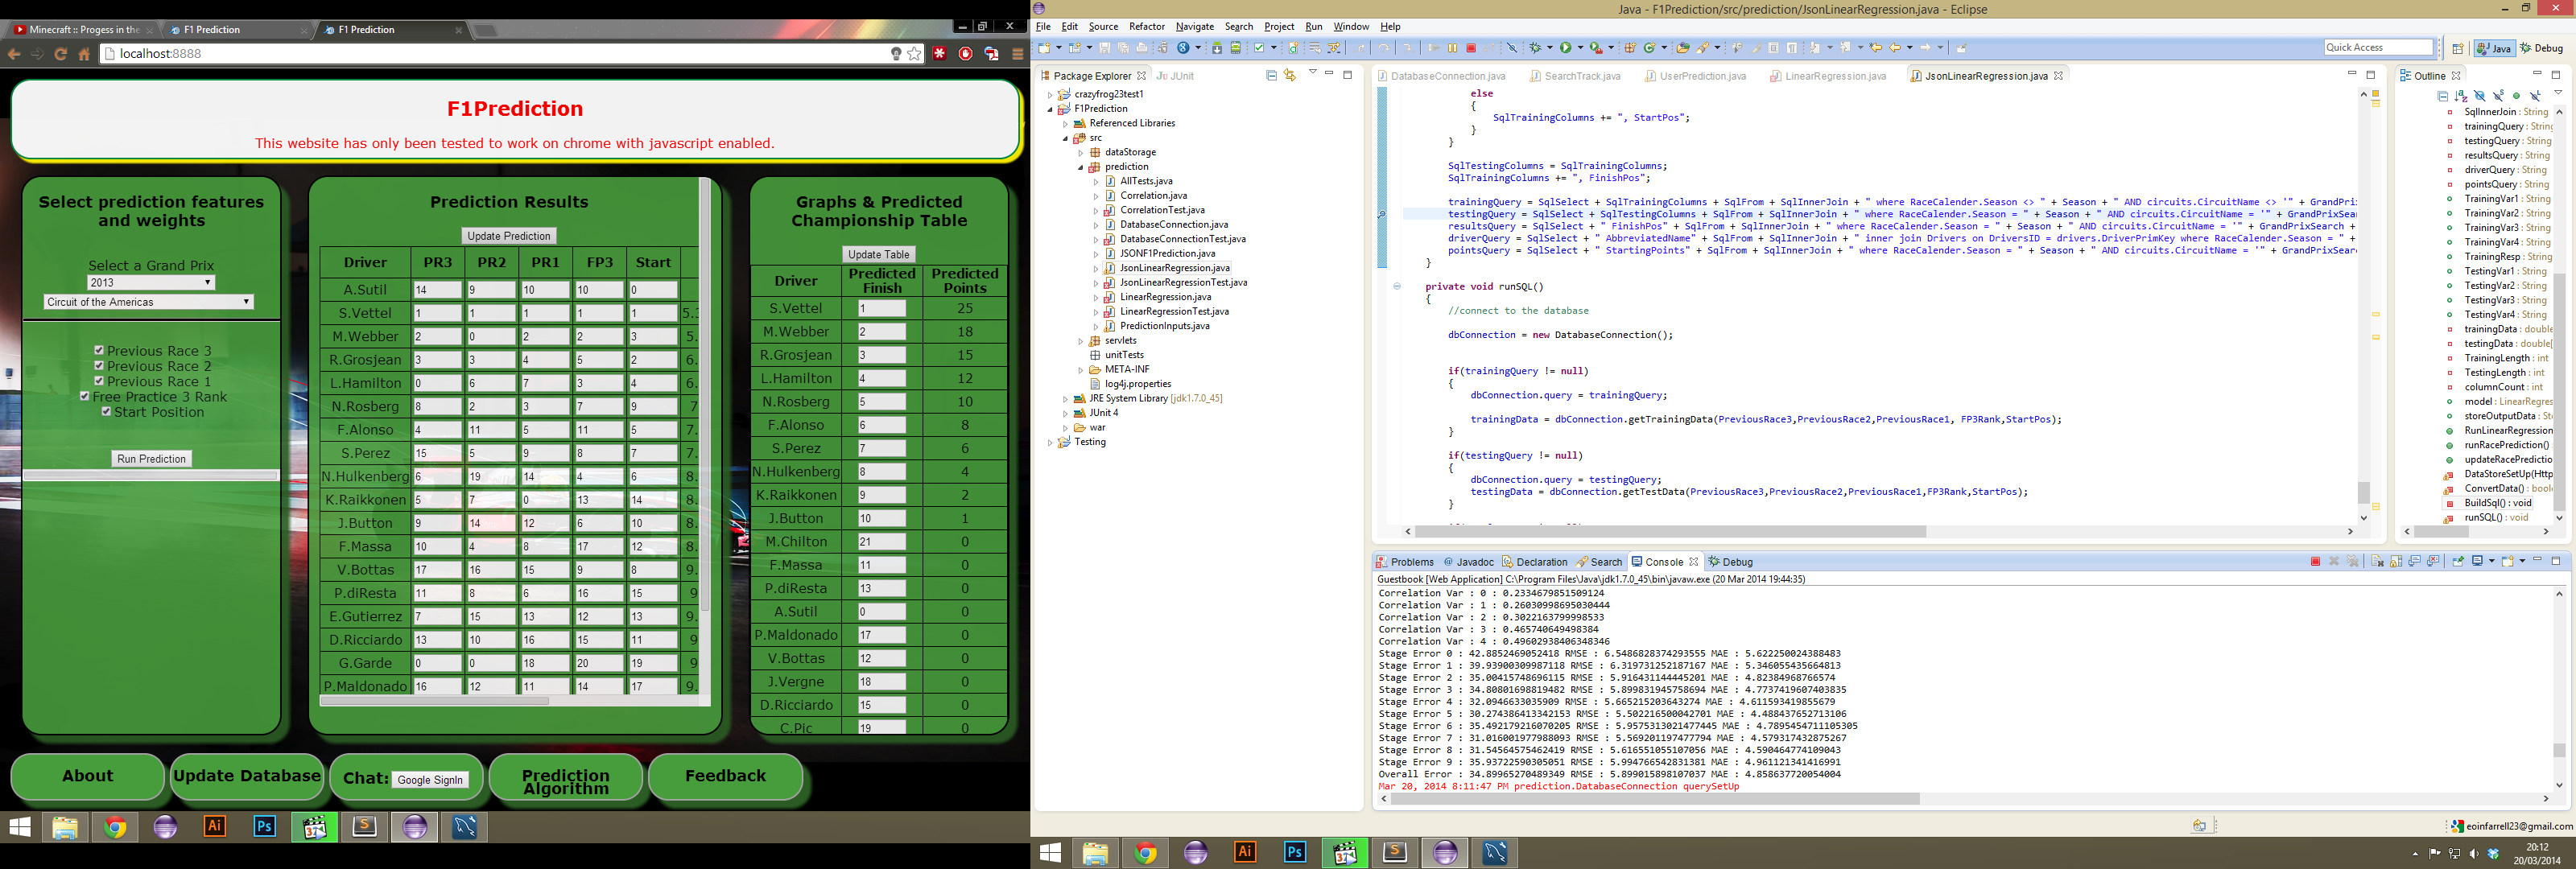 Minecraft :: Progess in the
F1 Prediction
F1 Prediction
localhost:8888
F1Prediction
This website has only been tested to work on chrome with javascript enabled.
Select prediction features
and weights
Select a Grand Prix
2013
Circuit of the Americas
Previous Race 3
Previous Race 2
Previous Race 1
Free Practice 3 Rank
Start Position
Run Prediction
Prediction Results
Update Prediction
Driver PR3 PR2 PR1 FP3 Start
A.Sutil 14 9 10 10 0
S.Vettel 1 1 1 1 1
M.Webber 2 0 2 2 3 5.
R.Grosjean 3 3 4 5 2 6.
L.Hamilton 0 6 7 3 4 6.
N.Rosberg 8 2 3 7 9 7
F.Alonso 4 11 5 11 5 7.
S.Perez 15 5 9 8 7 7.
N.Hulkenberg 6 19 14 4 6 8.
K.Raikkonen 5 7 0 13 14 8.
J.Button 9 14 12 6 10 8.
F.Massa 10 4 8 17 12 8.
V.Bottas 17 16 15 9 8 8.
P.diResta 11 8 6 16 15 9
E.Gutierrez 7 15 13 12 13 9.
D.Ricciardo 13 10 16 15 11 9
G.Garde 0 0 18 20 19 9
P.Maldonado 16 12 11 14 17 9.
Graphs & Predicted
Championship Table
Update Table
Driver Predicted Finish Predicted Points
S.Vettel 1 25
M.Webber 2 18
R.Grosjean 3 15
L.Hamilton 4 12
N.Rosberg 5 10
F.Alonso 6 8
S.Perez 7 6
N.Hulkenberg 8 4
K.Raikkonen 9 2
J.Button 10 1
M.Chilton 21 0
F.Massa 11 0
P.diResta 13 0
A.Sutil 0 0
P.Maldonado 17 0
V.Bottas 12 0
J.Vergne 18 0
D.Ricciardo 15 0
C.Pic 19 0
About
Update Database
Chat: Google SignIn
Prediction
Algorithm
Feedback
Java - F1Prediction/src/prediction/JsonLinearRegression.java - Eclipse
File Edit Source Refactor Navigate Search Project Run Window Help
Quick Access
Java
Debug
Package Explorer
JUnit
crazyfrog23test1
F1Prediction
Referenced Libraries
src
dataStorage
prediction
AllTests.java
Correlation.java
CorrelationTest.java
DatabaseConnection.java
DatabaseConnectionTest.java
JSONF1Prediction.java
JsonLinearRegression.java
JsonLinearRegressionTest.java
LinearRegression.java
LinearRegressionTest.java
PredictionInputs.java
servlets
unitTests
META-INF
log4j.properties
JRE System Library [jdk1.7.0_45]
JUnit 4
war
Testing
DatabaseConnection.java SearchTrack.java UserPrediction.java LinearRegression.java JsonLinearRegression.java
else
{
SqlTrainingColumns += ", StartPos";
}
}
SqlTestingColumns = SqlTrainingColumns;
SqlTrainingColumns += ", FinishPos";
trainingQuery = SqlSelect + SqlTrainingColumns + SqlFrom + SqlInnerJoin + " where RaceCalender.Season <> " + Season + " AND circuits.CircuitName <> '" + GrandPrix
testingQuery = SqlSelect + SqlTestingColumns + SqlFrom + SqlInnerJoin + " where RaceCalender.Season = " + Season + " AND circuits.CircuitName = '" + GrandPrixSear
resultsQuery = SqlSelect + " FinishPos" + SqlFrom + SqlInnerJoin + " where RaceCalender.Season = " + Season + " AND circuits.CircuitName = '" + GrandPrixSearch +
driverQuery = SqlSelect + " AbbreviatedName" + SqlFrom + SqlInnerJoin + " inner join Drivers on DriversID = drivers.DriverPrimKey where RaceCalender.Season = " +
pointsQuery = SqlSelect + " StartingPoints" + SqlFrom + SqlInnerJoin + " where RaceCalender.Season = " + Season + " AND circuits.CircuitName = '" + GrandPrixSear
}
private void runSQL()
{
//connect to the database
dbConnection = new DatabaseConnection();
if(trainingQuery != null)
{
dbConnection.query = trainingQuery;
trainingData = dbConnection.getTrainingData(PreviousRace3,PreviousRace2,PreviousRace1, FP3Rank,StartPos);
}
if(testingQuery != null)
{
dbConnection.query = testingQuery;
testingData = dbConnection.getTestData(PreviousRace3,PreviousRace2,PreviousRace1,FP3Rank,StartPos);
}
Outline
SqlInnerJoin : String
trainingQuery : String
testingQuery : String
resultsQuery : String
driverQuery : String
pointsQuery : String
TrainingVar1 : String
TrainingVar2 : String
TrainingVar3 : String
TrainingVar4 : String
TrainingResp : String
TestingVar1 : String
TestingVar2 : String
TestingVar3 : String
TestingVar4 : String
trainingData : double
testingData : double[
TrainingLength : int
TestingLength : int
columnCount : int
model : LinearRegres
storeOutputData : St
RunLinearRegression
runRacePrediction()
updateRacePredictio
DataStoreSetUp(Http
ConvertData() : bool
BuildSql() : void
runSQL() : void
Problems Javadoc Declaration Search Console Debug
Guestbook [Web Application] C:\Program Files\Java\jdk1.7.0_45\bin\javaw.exe (20 Mar 2014 19:44:35)
Correlation Var : 0 : 0.2334679851509124
Correlation Var : 1 : 0.26030998695030444
Correlation Var : 2 : 0.3022163799998533
Correlation Var : 3 : 0.465740649498384
Correlation Var : 4 : 0.49602938406348346
Stage Error 0 : 42.8852469052418 RMSE : 6.5486828374293555 MAE : 5.622250024388483
Stage Error 1 : 39.93900309987118 RMSE : 6.319731252187167 MAE : 5.346055435664813
Stage Error 2 : 35.00415748696115 RMSE : 5.916431144445201 MAE : 4.82384968766574
Stage Error 3 : 34.80801698819482 RMSE : 5.899831945758694 MAE : 4.7737419607403835
Stage Error 4 : 32.0946633035909 RMSE : 5.665215203643274 MAE : 4.611593419855679
Stage Error 5 : 30.274386413342153 RMSE : 5.502216500042701 MAE : 4.488437652713106
Stage Error 6 : 35.492179216070205 RMSE : 5.9575313021477445 MAE : 4.7895454711105305
Stage Error 7 : 31.016001977988093 RMSE : 5.569201197477794 MAE : 4.579317432875267
Stage Error 8 : 31.54564575462419 RMSE : 5.616551055107056 MAE : 4.590464774109043
Stage Error 9 : 35.93722590305051 RMSE : 5.994766542831381 MAE : 4.961121341416991
Overall Error : 34.89965270489349 RMSE : 5.899015898107037 MAE : 4.858637720054004
Mar 20, 2014 8:11:47 PM prediction.DatabaseConnection querySetUp
eoinfarrell23@gmail.com
20:12
20/03/2014